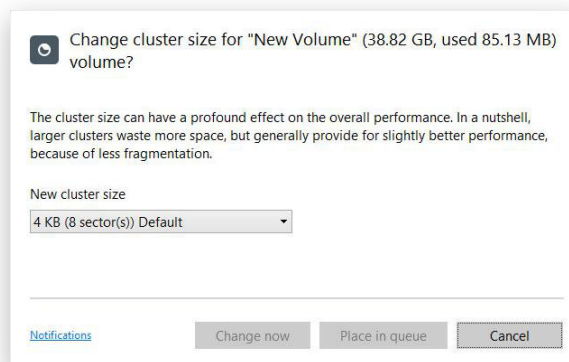 Change cluster size for "New Volume" (38.82 GB, used 85.13 MB)
volume?
The cluster size can have a profound effect on the overall performance. In a nutshell,
larger clusters waste more space, but generally provide for slightly better performance,
because of less fragmentation.
New cluster size
4 KB (8 sector(s)) Default
Notifications Change now Place in queue Cancel